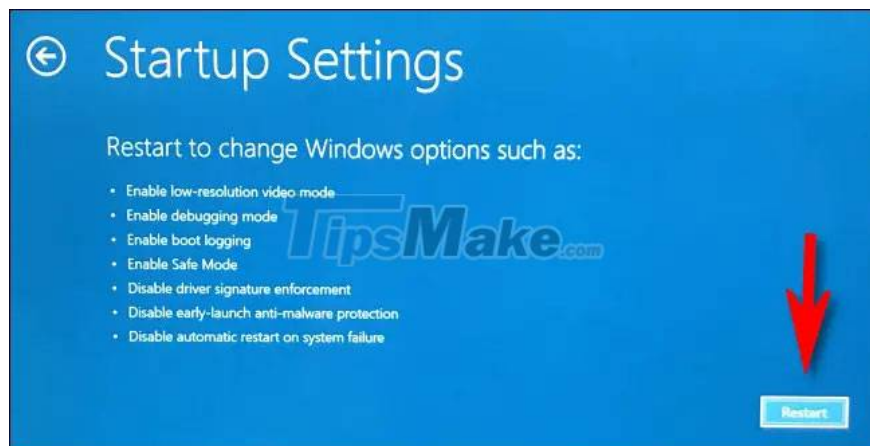 Startup Settings
Restart to change Windows options such as:
• Enable low-resolution video mode
• Enable debugging mode
• Enable boot logging
• Enable Safe Mode
• Disable driver signature enforcement
• Disable early-launch anti-malware protection
• Disable automatic restart on system failure
TipsMake.com
Restart